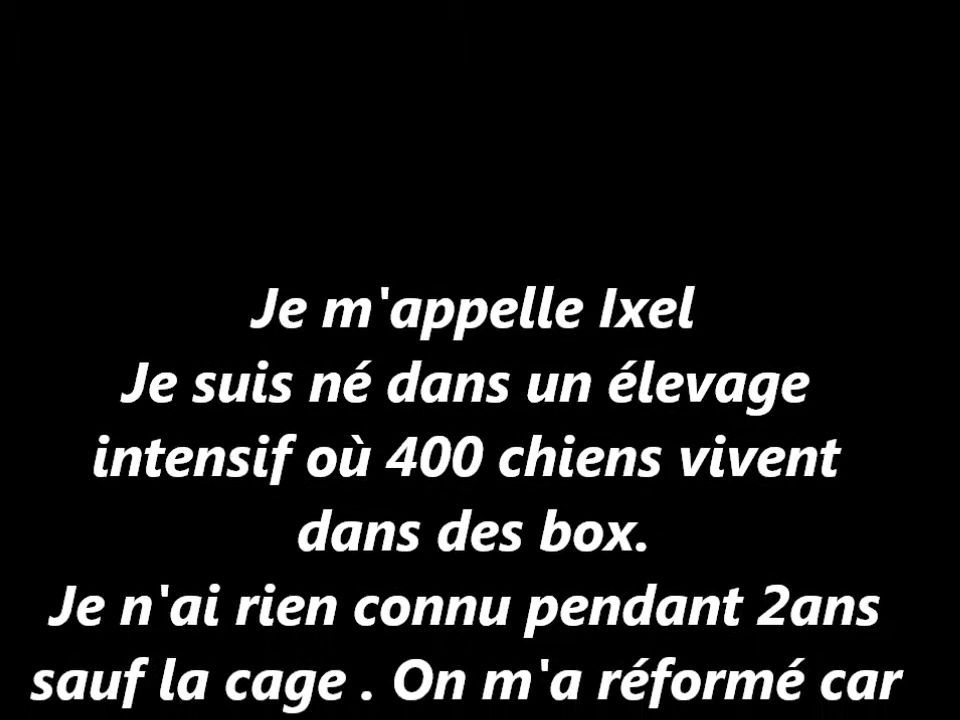 Je m'appelle Ixel
Je suis né dans un élevage
intensif où 400 chiens vivent
dans des box.
Je n'ai rien connu pendant 2ans
sauf la cage . On m'a réformé car